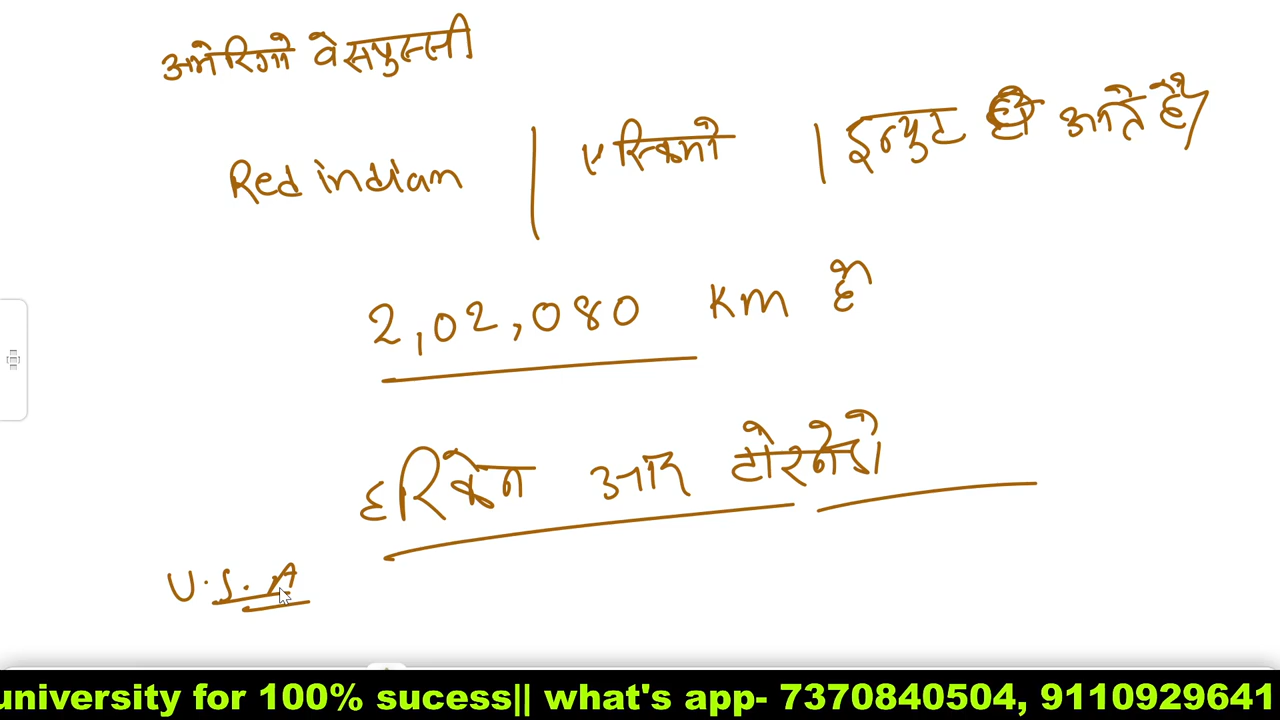 अमेरिगो वेसपुस्सी
Red indian | एस्किमो | इन्युट आते है।
2,02,080 km है
हरिकेन और टोरनेडो
U.S.A
university for 100% sucess|| what's app- 7370840504, 9110929641